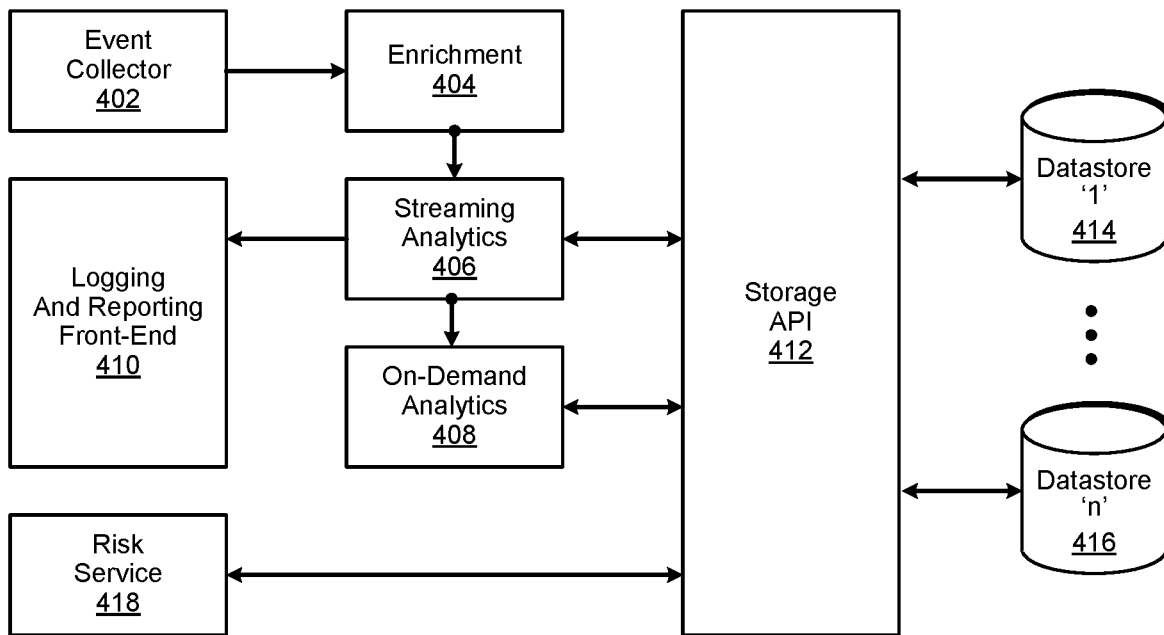 Event
Collector
402
Enrichment
404
Streaming
Analytics
406
Logging
And Reporting
Front-End
410
On-Demand
Analytics
408
Risk
Service
418
Storage
API
412
Datastore
‘1’
414
Datastore
‘n’
416